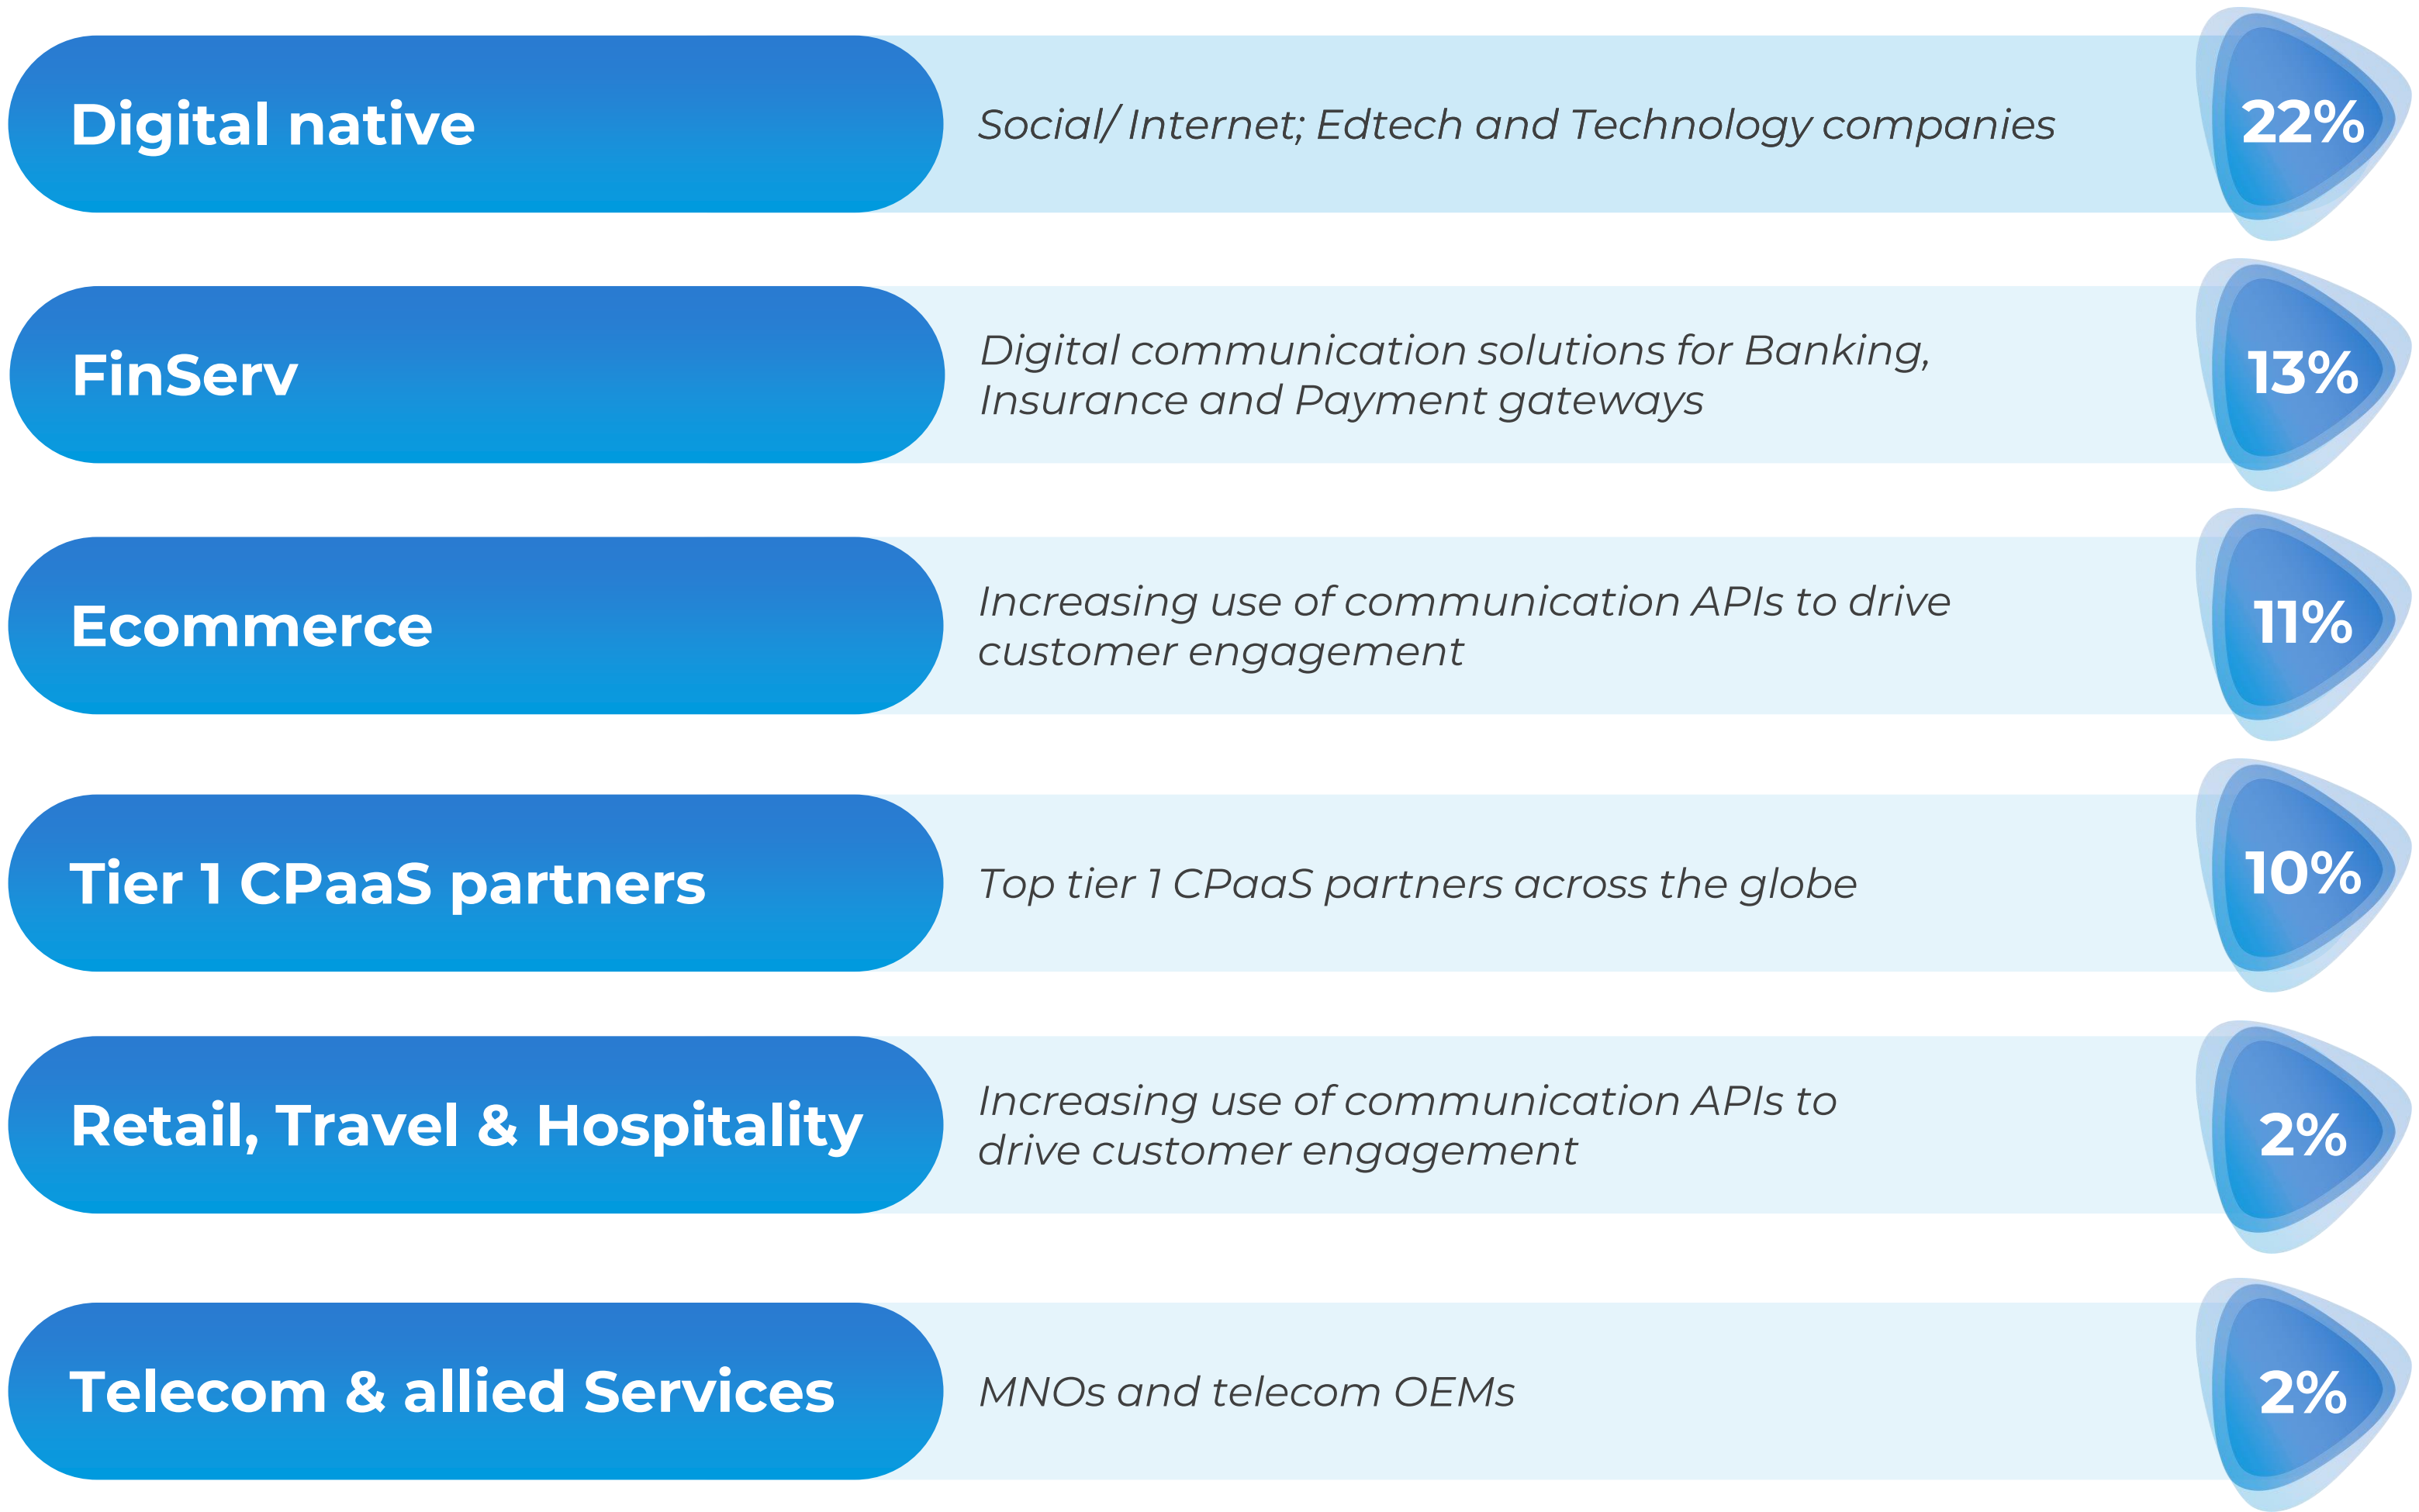 Digital native
Social/ Internet; Edtech and Technology companies
22%
FinServ
Digital communication solutions for Banking,
Insurance and Payment gateways
13%
Ecommerce
Increasing use of communication APIs to drive
customer engagement
11%
Tier 1 CPaaS partners
Top tier 1 CPaaS partners across the globe
10%
Retail, Travel & Hospitality
Increasing use of communication APIs to
drive customer engagement
2%
Telecom & allied Services
MNOs and telecom OEMs
2%